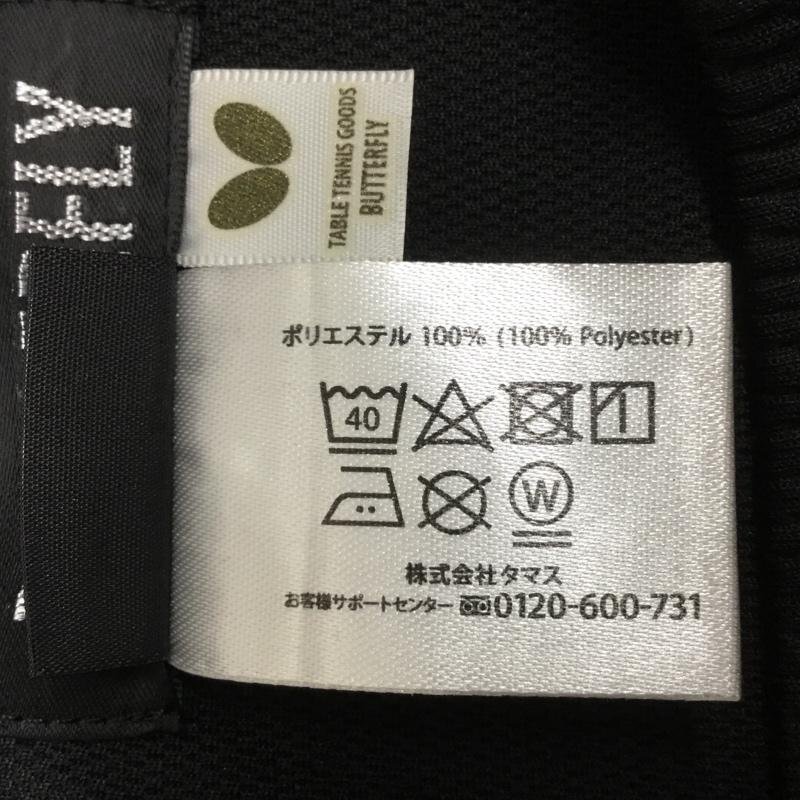 FLY
TABLE TENNIS GOODS
BUTTERFLY
ポリエステル 100% (100% Polyester)
40
W
株式会社タマス
お客様サポートセンター 0120-600-731